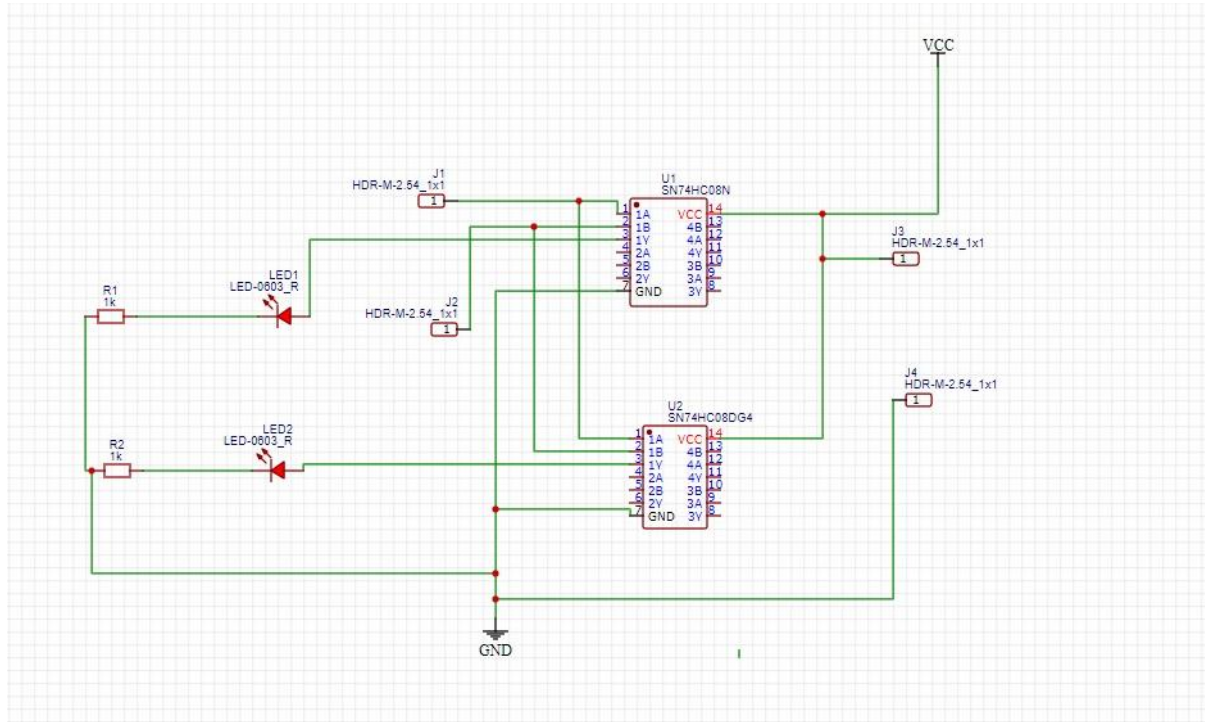 VCC
J1
HDR-M-2.54_1x1
1
U1
SN74HC08N
1 1A VCC 14
2 1B 4B 13
3 1Y 4A 12
4 2A 4Y 11
5 2B 3B 10
6 2Y 3A 9
7 GND 3Y 8
J3
HDR-M-2.54_1x1
1
LED1
LED-0603_R
R1
1k
J2
HDR-M-2.54_1x1
1
J4
HDR-M-2.54_1x1
1
U2
SN74HC08DG4
1 1A VCC 14
2 1B 4B 13
3 1Y 4A 12
4 2A 4Y 11
5 2B 3B 10
6 2Y 3A 9
7 GND 3Y 8
LED2
LED-0603_R
R2
1k
GND